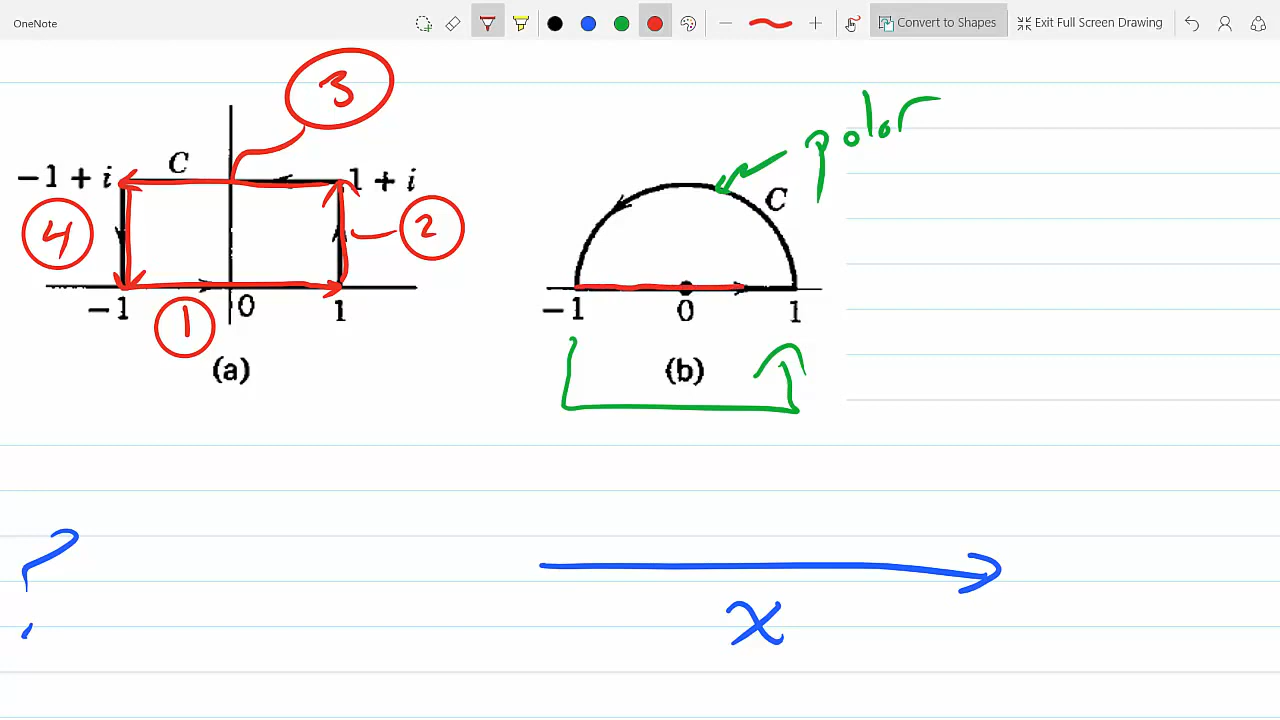 OneNote
Convert to Shapes
Exit Full Screen Drawing
3
polar
-1 + i
C
1 + i
C
4
2
-1
0
1
-1
0
1
1
(a)
(b)
?
x